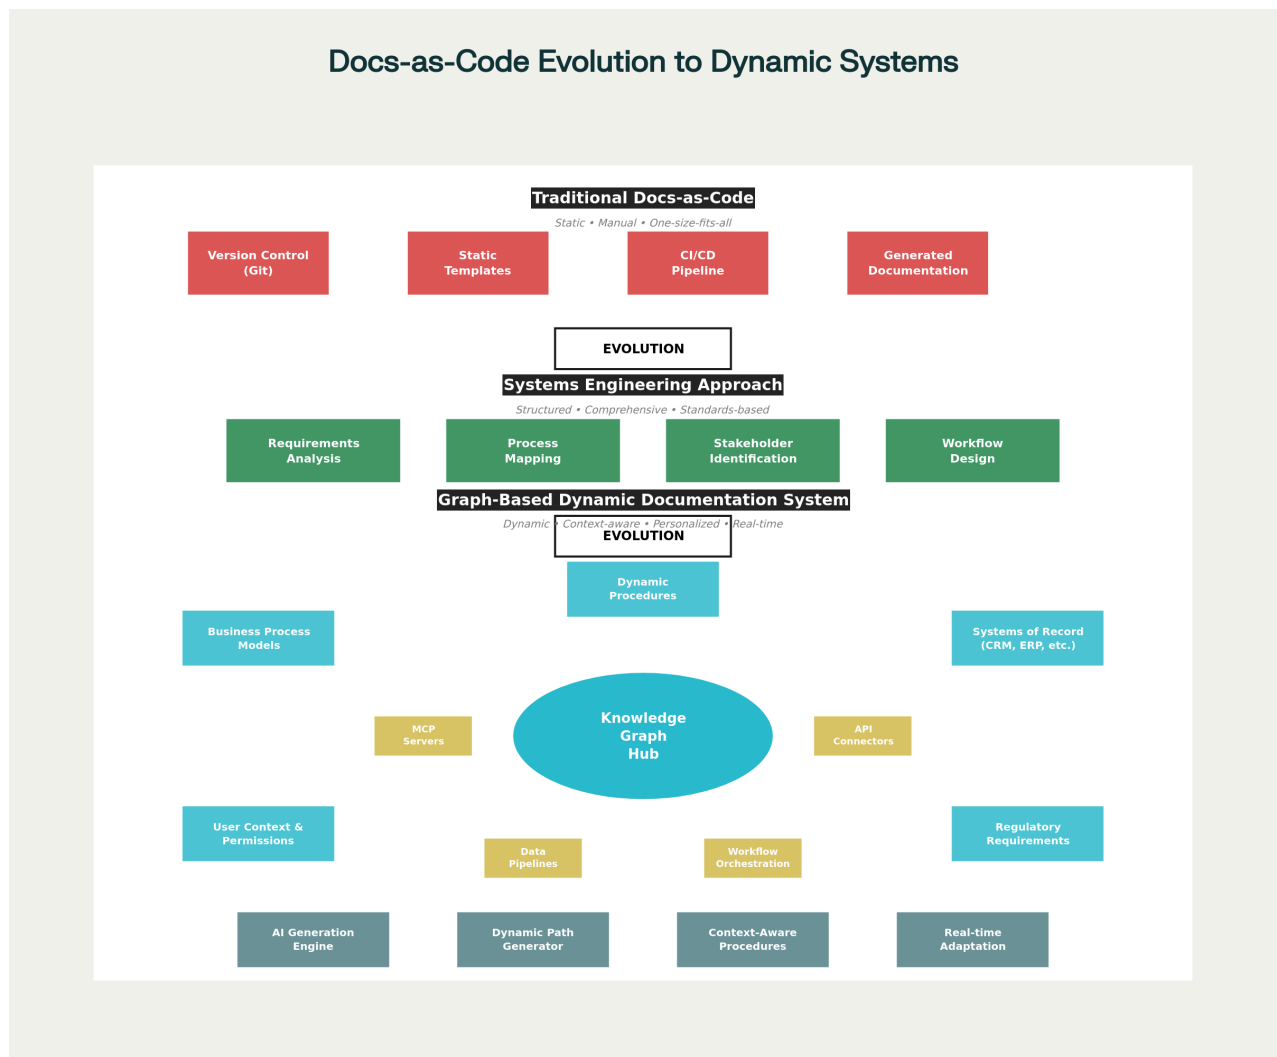 Docs-as-Code Evolution to Dynamic Systems
Traditional Docs-as-Code
Static • Manual • One-size-fits-all
Version Control
(Git)
Static
Templates
CI/CD
Pipeline
Generated
Documentation
EVOLUTION
Systems Engineering Approach
Structured • Comprehensive • Standards-based
Requirements
Analysis
Process
Mapping
Stakeholder
Identification
Workflow
Design
Graph-Based Dynamic Documentation System
Dynamic • Context-aware • Personalized • Real-time
EVOLUTION
Dynamic
Procedures
Business Process
Models
Systems of Record
(CRM, ERP, etc.)
MCP
Servers
Knowledge
Graph
Hub
API
Connectors
User Context &
Permissions
Regulatory
Requirements
Data
Pipelines
Workflow
Orchestration
AI Generation
Engine
Dynamic Path
Generator
Context-Aware
Procedures
Real-time
Adaptation